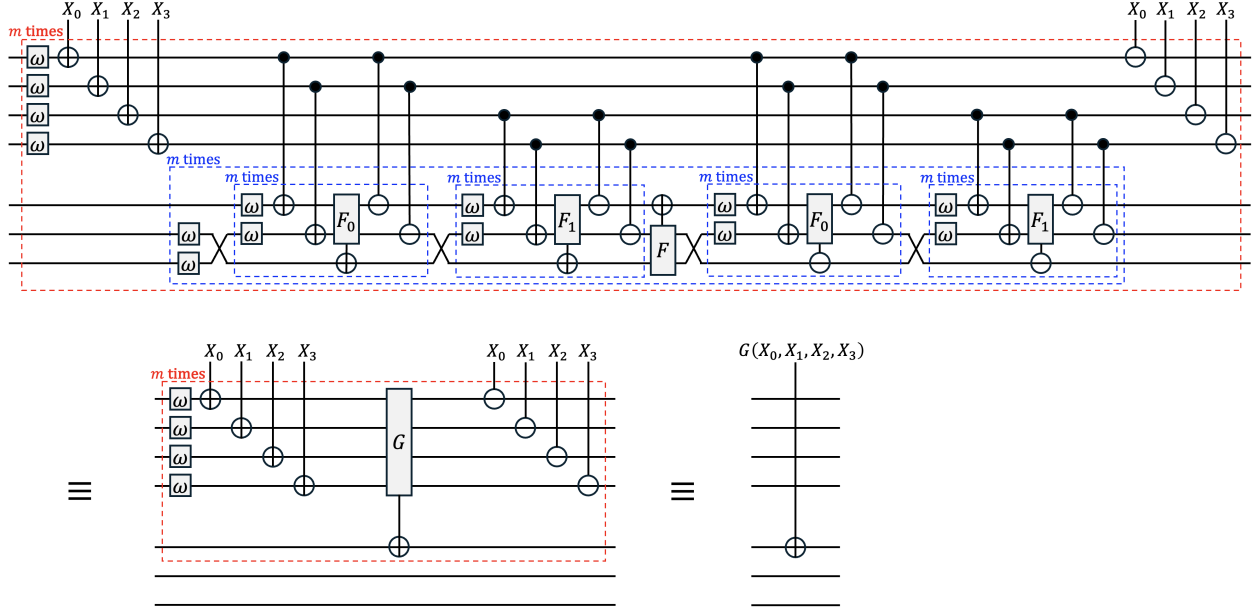 X₀ X₁ X₂ X₃ X₀ X₁ X₂ X₃
m times
ω
ω
ω
ω
m times
m times m times m times m times
ω ω ω ω
F₀ F₁ F₀ F₁
ω ω ω ω ω
F
ω
X₀ X₁ X₂ X₃ X₀ X₁ X₂ X₃ G(X₀, X₁, X₂, X₃)
m times
ω
ω
G
ω
ω
≡ ≡